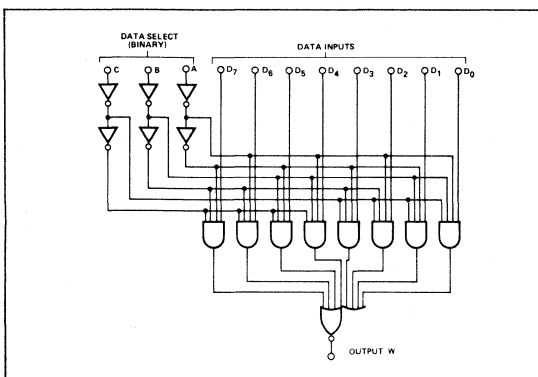 DATA SELECT
(BINARY)
DATA INPUTS
C B A D7 D6 D5 D4 D3 D2 D1 D0
OUTPUT W